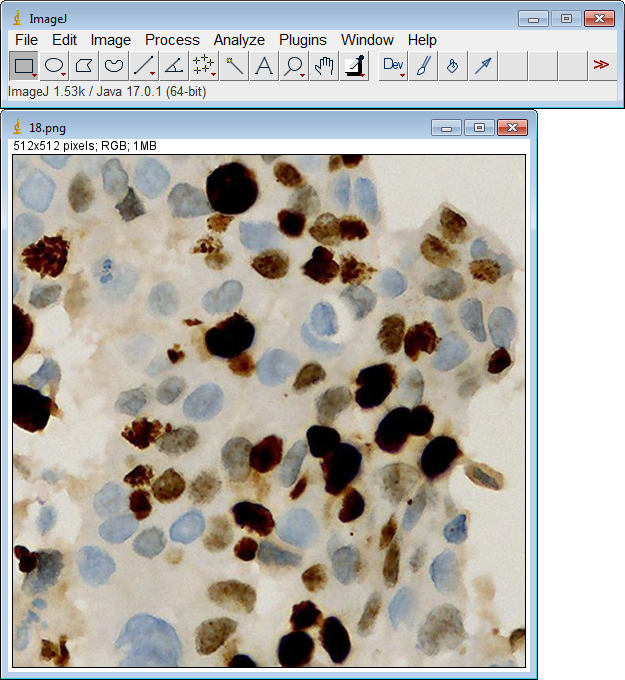 ImageJ
File Edit Image Process Analyze Plugins Window Help
A Dev >>
ImageJ 1.53k / Java 17.0.1 (64-bit)
18.png
512x512 pixels; RGB; 1MB